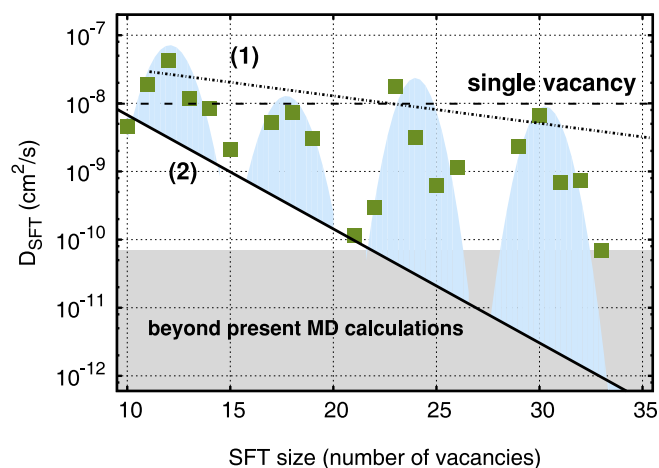 10⁻⁷
(1)
single vacancy
10⁻⁸
10⁻⁹
(2)
10⁻¹⁰
10⁻¹¹
beyond present MD calculations
10⁻¹²
D_SFT (cm²/s)
10 15 20 25 30 35
SFT size (number of vacancies)